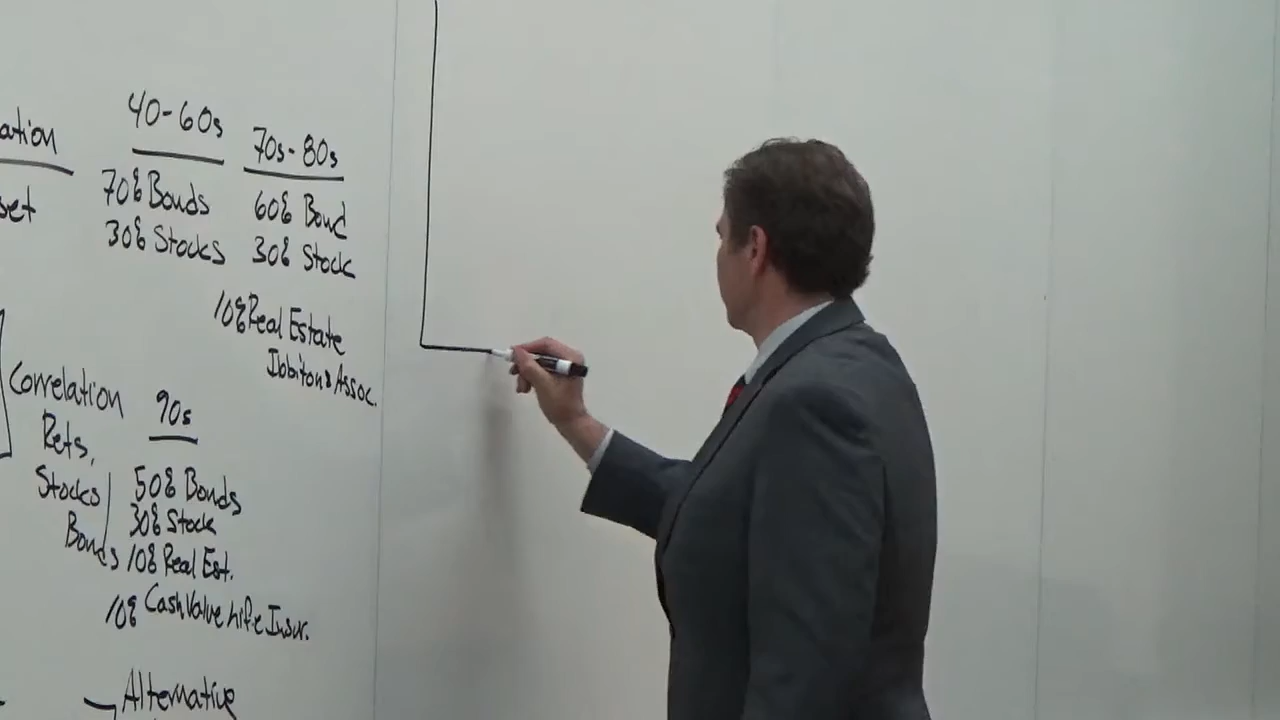 ation
set
40-60s
70% Bonds
30% Stocks
70s-80s
60% Bond
30% Stock
10% Real Estate
Ibbitons Assoc.
Correlation
Rets,
Stocks
Bonds
90s
50% Bonds
30% Stock
10% Real Est.
10% Cash Value Life Insur.
Alternative